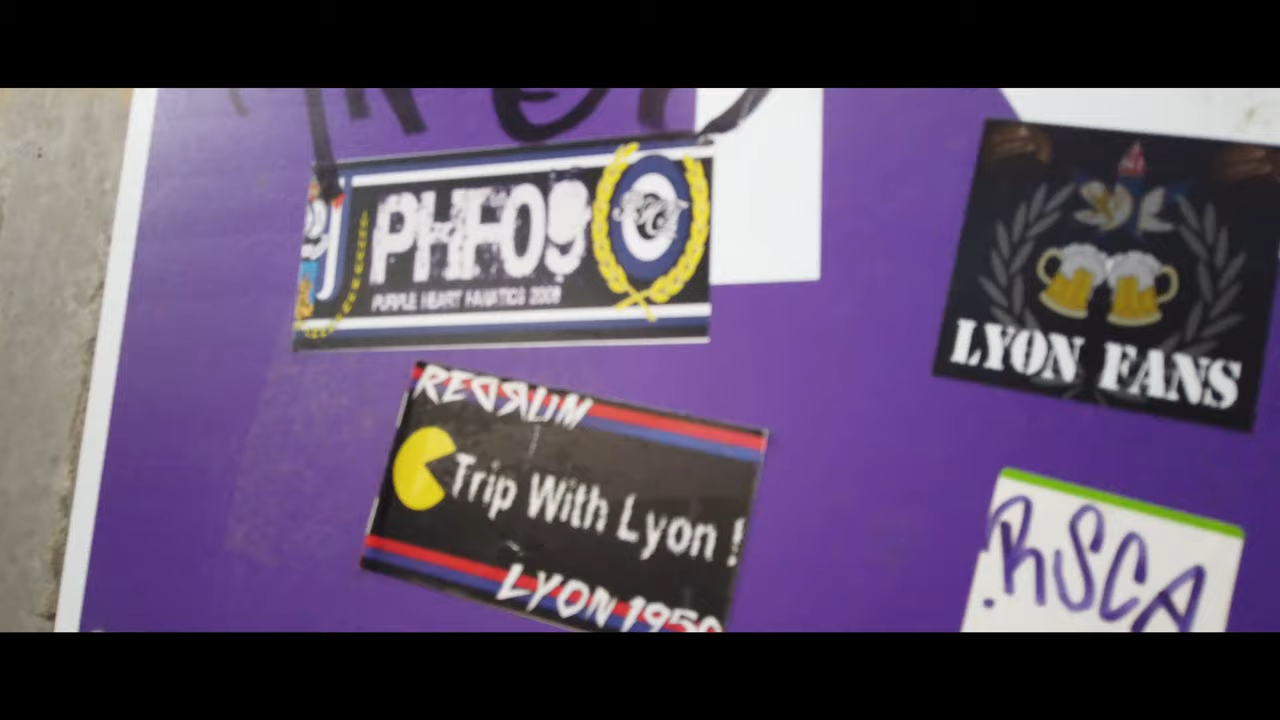 PHF09
PURPLE HEART FANATICS 2009
LYON FANS
REDRUM
Trip With Lyon !
LYON 1950
RSCA